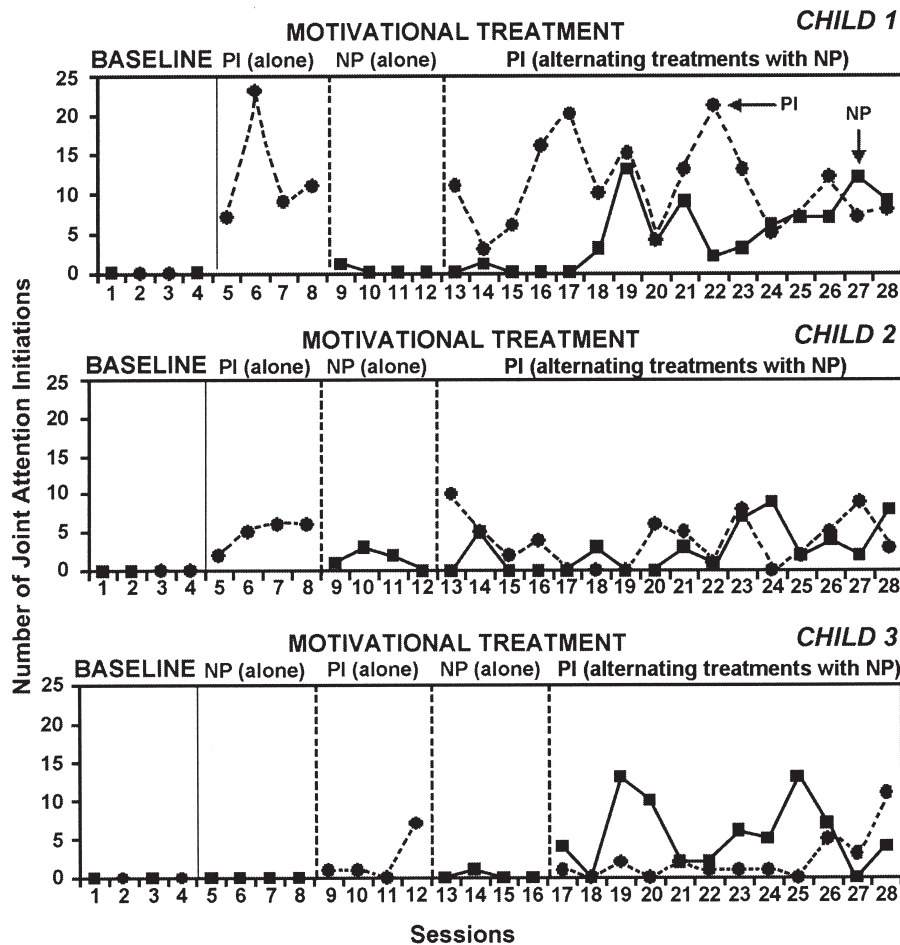 CHILD 1
MOTIVATIONAL TREATMENT
BASELINE PI (alone) NP (alone) PI (alternating treatments with NP)
25
20
15
10
5
0
PI
NP
1 2 3 4 5 6 7 8 9 10 11 12 13 14 15 16 17 18 19 20 21 22 23 24 25 26 27 28
Number of Joint Attention Initiations
CHILD 2
MOTIVATIONAL TREATMENT
BASELINE PI (alone) NP (alone) PI (alternating treatments with NP)
25
20
15
10
5
0
1 2 3 4 5 6 7 8 9 10 11 12 13 14 15 16 17 18 19 20 21 22 23 24 25 26 27 28
CHILD 3
MOTIVATIONAL TREATMENT
BASELINE NP (alone) PI (alone) NP (alone) PI (alternating treatments with NP)
25
20
15
10
5
0
1 2 3 4 5 6 7 8 9 10 11 12 13 14 15 16 17 18 19 20 21 22 23 24 25 26 27 28
Sessions